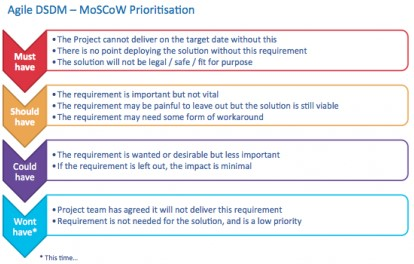 Agile DSDM – MoSCoW Prioritisation
Must
have
• The Project cannot deliver on the target date without this
• There is no point deploying the solution without this requirement
• The solution will not be legal / safe / fit for purpose
Should
have
• The requirement is important but not vital
• The requirement may be painful to leave out but the solution is still viable
• The requirement may need some form of workaround
Could
have
• The requirement is wanted or desirable but less important
• If the requirement is left out, the impact is minimal
Wont
have*
• Project team has agreed it will not deliver this requirement
• Requirement is not needed for the solution, and is a low priority
* This time...